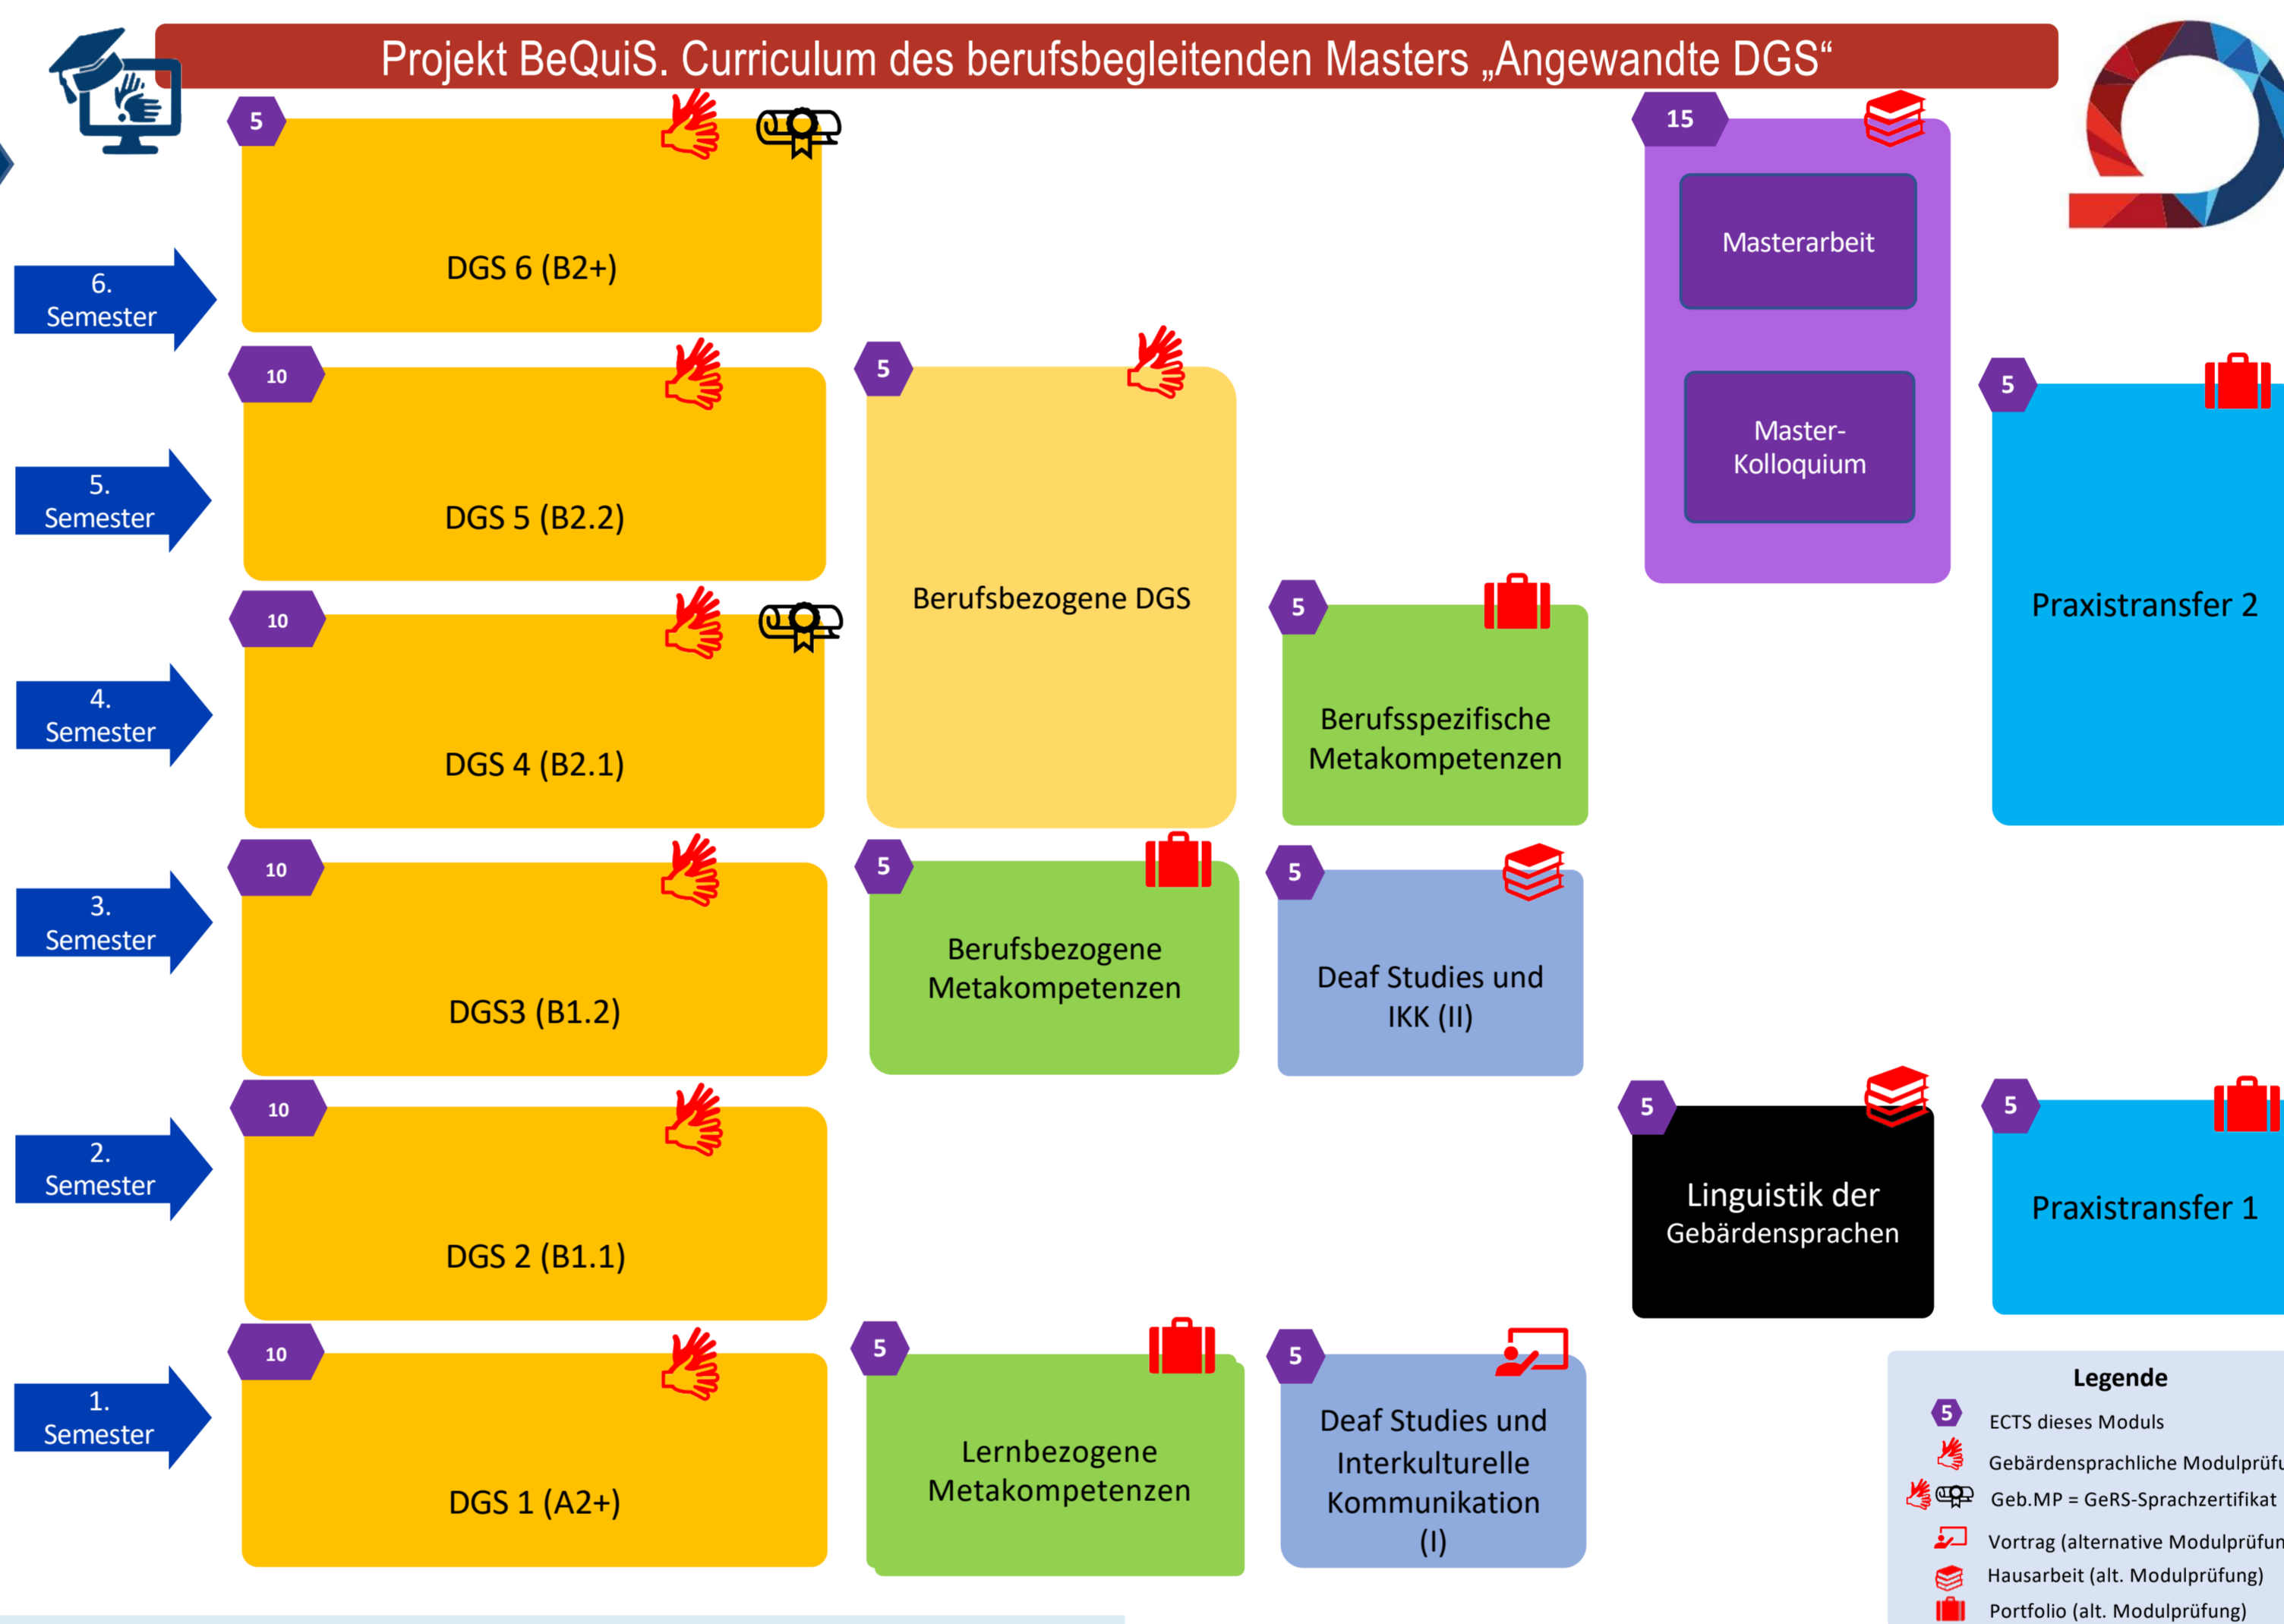 Projekt BeQuiS. Curriculum des berufsbegleitenden Masters „Angewandte DGS“
6.
Semester
5
DGS 6 (B2+)
15
Masterarbeit
Master-
Kolloquium
5.
Semester
10
DGS 5 (B2.2)
5
Berufsbezogene DGS
5
Praxistransfer 2
4.
Semester
10
DGS 4 (B2.1)
5
Berufsspezifische
Metakompetenzen
3.
Semester
10
DGS3 (B1.2)
5
Berufsbezogene
Metakompetenzen
5
Deaf Studies und
IKK (II)
2.
Semester
10
DGS 2 (B1.1)
5
Linguistik der
Gebärdensprachen
5
Praxistransfer 1
1.
Semester
10
DGS 1 (A2+)
5
Lernbezogene
Metakompetenzen
5
Deaf Studies und
Interkulturelle
Kommunikation
(I)
Legende
5 ECTS dieses Moduls
Gebärdensprachliche
Geb.MP = GeRS-Sprachzertifikat
Vortrag (alternative
Hausarbeit (alt. Modulprüfung)
Portfolio (alt. Modulprüfung)